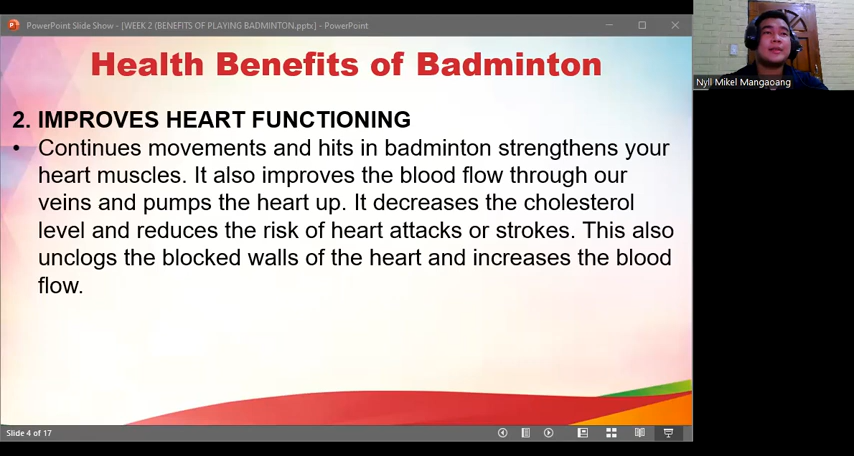 PowerPoint Slide Show - [WEEK 2 (BENEFITS OF PLAYING BADMINTON.pptx] - PowerPoint
Health Benefits of Badminton
2. IMPROVES HEART FUNCTIONING
• Continues movements and hits in badminton strengthens your
heart muscles. It also improves the blood flow through our
veins and pumps the heart up. It decreases the cholesterol
level and reduces the risk of heart attacks or strokes. This also
unclogs the blocked walls of the heart and increases the blood
flow.
Slide 4 of 17
Nyll Mikel Mangaoang